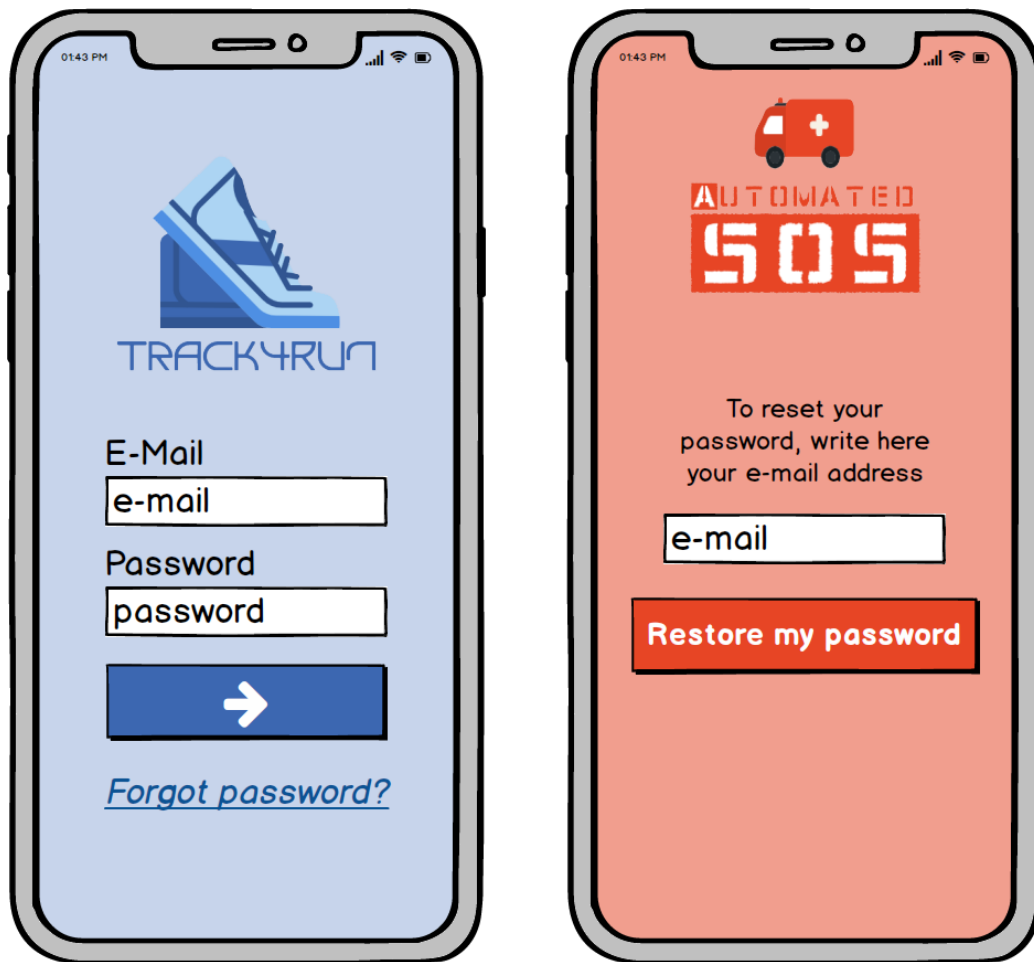 01:43 PM
TRACK4RUN
E-Mail
e-mail
Password
password
Forgot password?
01:43 PM
AUTOMATED
SOS
To reset your
password, write here
your e-mail address
e-mail
Restore my password